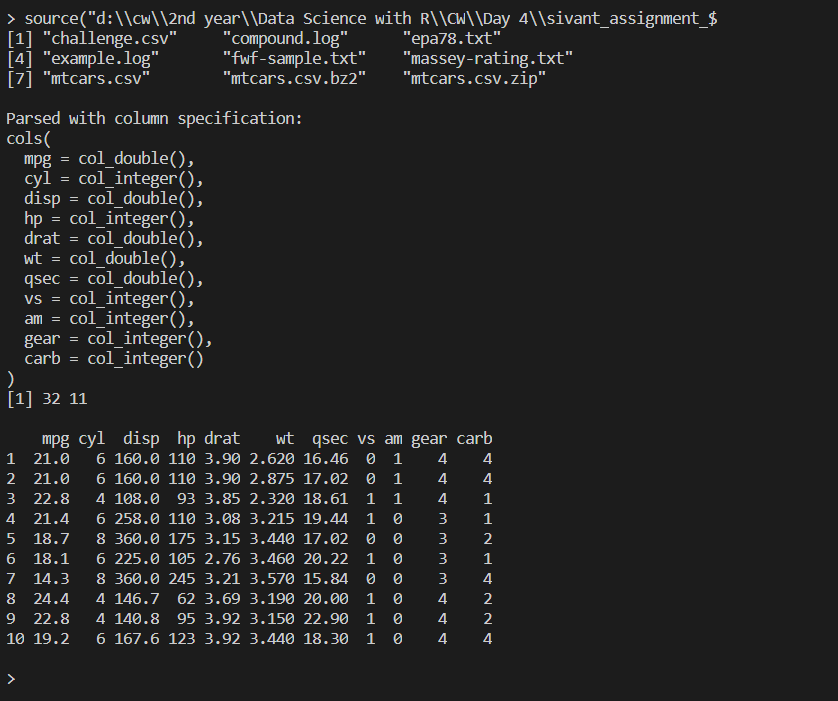 > source("d:\\cw\\2nd year\\Data Science with R\\CW\\Day 4\\sivant_assignment_$
[1] "challenge.csv"     "compound.log"      "epa78.txt"
[4] "example.log"       "fwf-sample.txt"    "massey-rating.txt"
[7] "mtcars.csv"        "mtcars.csv.bz2"    "mtcars.csv.zip"
Parsed with column specification:
cols(
  mpg = col_double(),
  cyl = col_integer(),
  disp = col_double(),
  hp = col_integer(),
  drat = col_double(),
  wt = col_double(),
  qsec = col_double(),
  vs = col_integer(),
  am = col_integer(),
  gear = col_integer(),
  carb = col_integer()
)
[1] 32 11
    mpg cyl  disp  hp drat    wt  qsec vs am gear carb
1  21.0   6 160.0 110 3.90 2.620 16.46  0  1    4    4
2  21.0   6 160.0 110 3.90 2.875 17.02  0  1    4    4
3  22.8   4 108.0  93 3.85 2.320 18.61  1  1    4    1
4  21.4   6 258.0 110 3.08 3.215 19.44  1  0    3    1
5  18.7   8 360.0 175 3.15 3.440 17.02  0  0    3    2
6  18.1   6 225.0 105 2.76 3.460 20.22  1  0    3    1
7  14.3   8 360.0 245 3.21 3.570 15.84  0  0    3    4
8  24.4   4 146.7  62 3.69 3.190 20.00  1  0    4    2
9  22.8   4 140.8  95 3.92 3.150 22.90  1  0    4    2
10 19.2   6 167.6 123 3.92 3.440 18.30  1  0    4    4
>